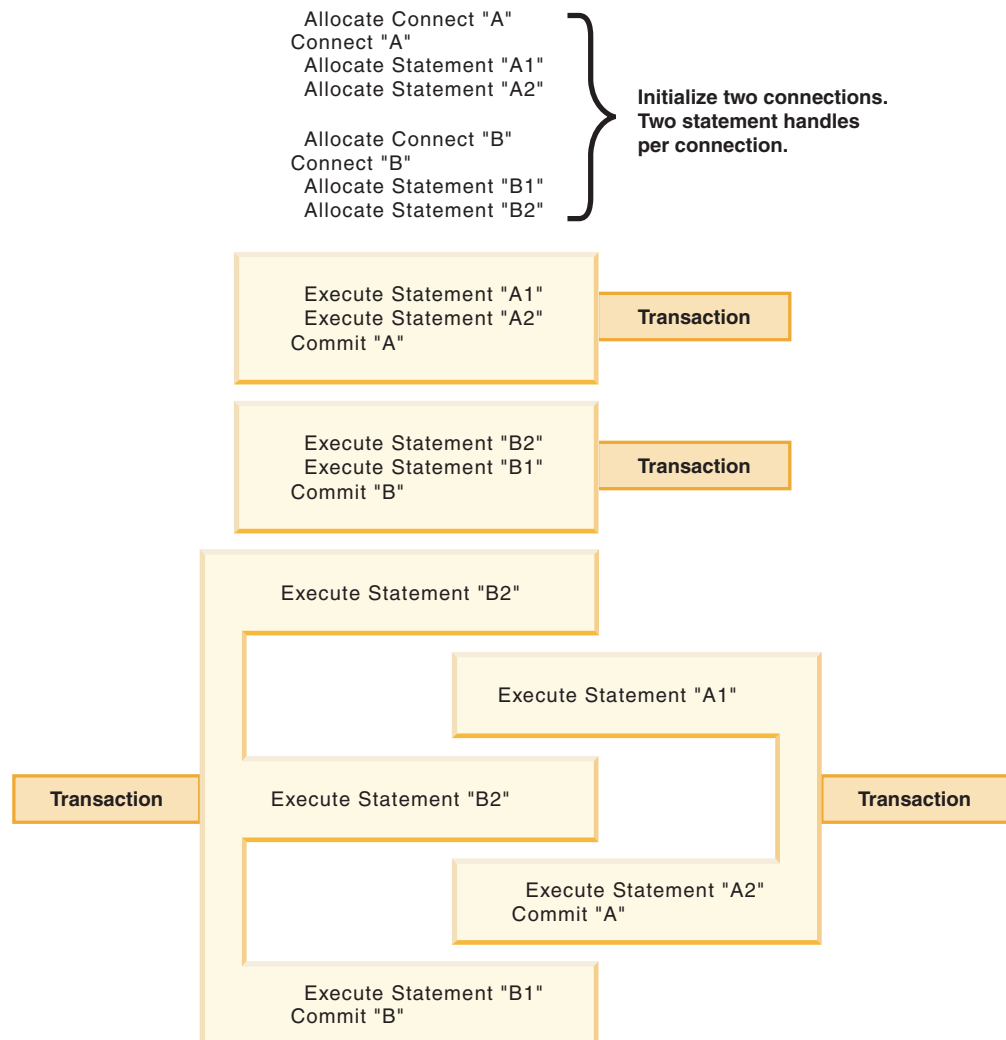 Allocate Connect "A"
Connect "A"
Allocate Statement "A1"
Allocate Statement "A2"
Allocate Connect "B"
Connect "B"
Allocate Statement "B1"
Allocate Statement "B2"
Initialize two connections.
Two statement handles
per connection.
Execute Statement "A1"
Execute Statement "A2"
Commit "A"
Transaction
Execute Statement "B2"
Execute Statement "B1"
Commit "B"
Transaction
Execute Statement "B2"
Execute Statement "A1"
Transaction
Execute Statement "B2"
Transaction
Execute Statement "A2"
Commit "A"
Execute Statement "B1"
Commit "B"